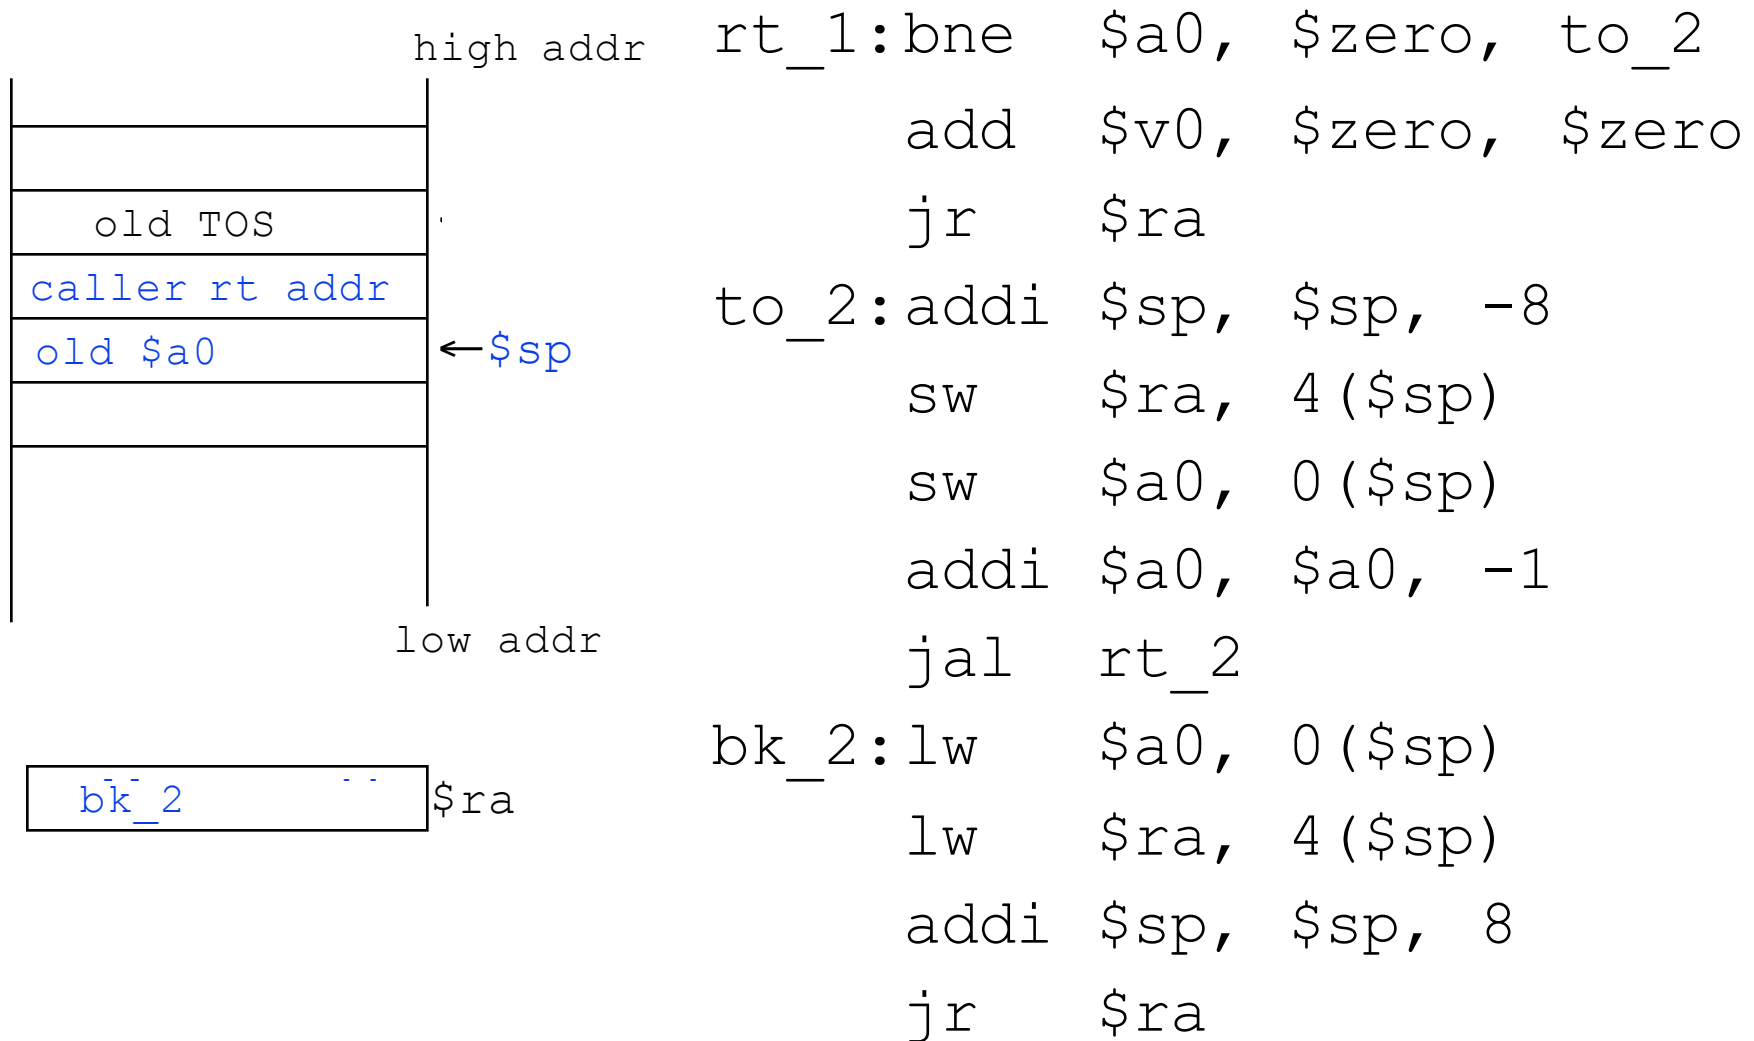 high addr
old TOS
caller rt addr
old $a0
←$sp
low addr
bk_2
$ra
rt_1:bne $a0, $zero, to_2
add $v0, $zero, $zero
jr $ra
to_2:addi $sp, $sp, -8
sw $ra, 4($sp)
sw $a0, 0($sp)
addi $a0, $a0, -1
jal rt_2
bk_2:lw $a0, 0($sp)
lw $ra, 4($sp)
addi $sp, $sp, 8
jr $ra